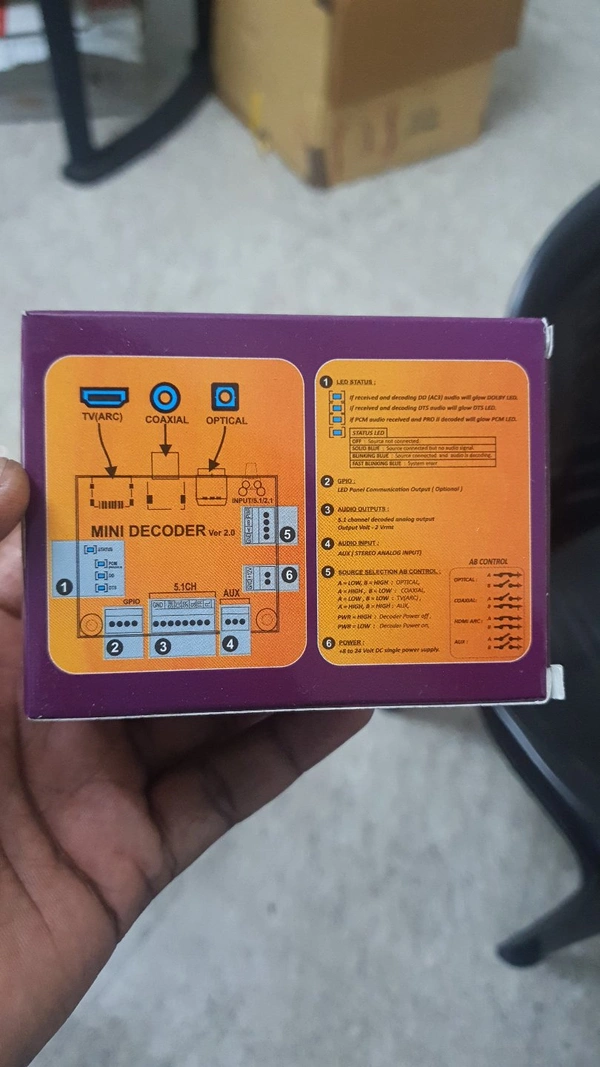 TV(ARC)
COAXIAL
OPTICAL
INPUT/5.1/2.1
MINI DECODER Ver 2.0
5
STATUS
PCM
DD
DTS
1
6
GPIO
5.1CH
AUX
GND
2
3
4
1 LED STATUS :
If received and decoding DD (AC3) audio will glow DOLBY LED.
If received and decoding DTS audio will glow DTS LED.
If PCM audio received and PRO II decoded will glow PCM LED.
STATUS LED
OFF : Source not connected.
SOLID BLUE : Source connected but no audio signal.
BLINKING BLUE : Source connected and audio is decoding.
FAST BLINKING BLUE : System reset
2 GPIO :
LED Panel Communication Output ( Optional )
3 AUDIO OUTPUTS :
5.1 channel decoded analog output
Output Volt - 2 Vrms
4 AUDIO INPUT :
AUX ( STEREO ANALOG INPUT)
5 SOURCE SELECTION AB CONTROL :
A = LOW, B = HIGH : OPTICAL,
A = HIGH, B = LOW : COAXIAL,
A = LOW, B = LOW : TV(ARC),
A = HIGH, B = HIGH : AUX,
PWR = HIGH : Decoder Power off,
PWR = LOW : Decoder Power on,
6 POWER :
+8 to 24 Volt DC single power supply.
AB CONTROL
OPTICAL:
COAXIAL:
HDMI-ARC:
AUX :